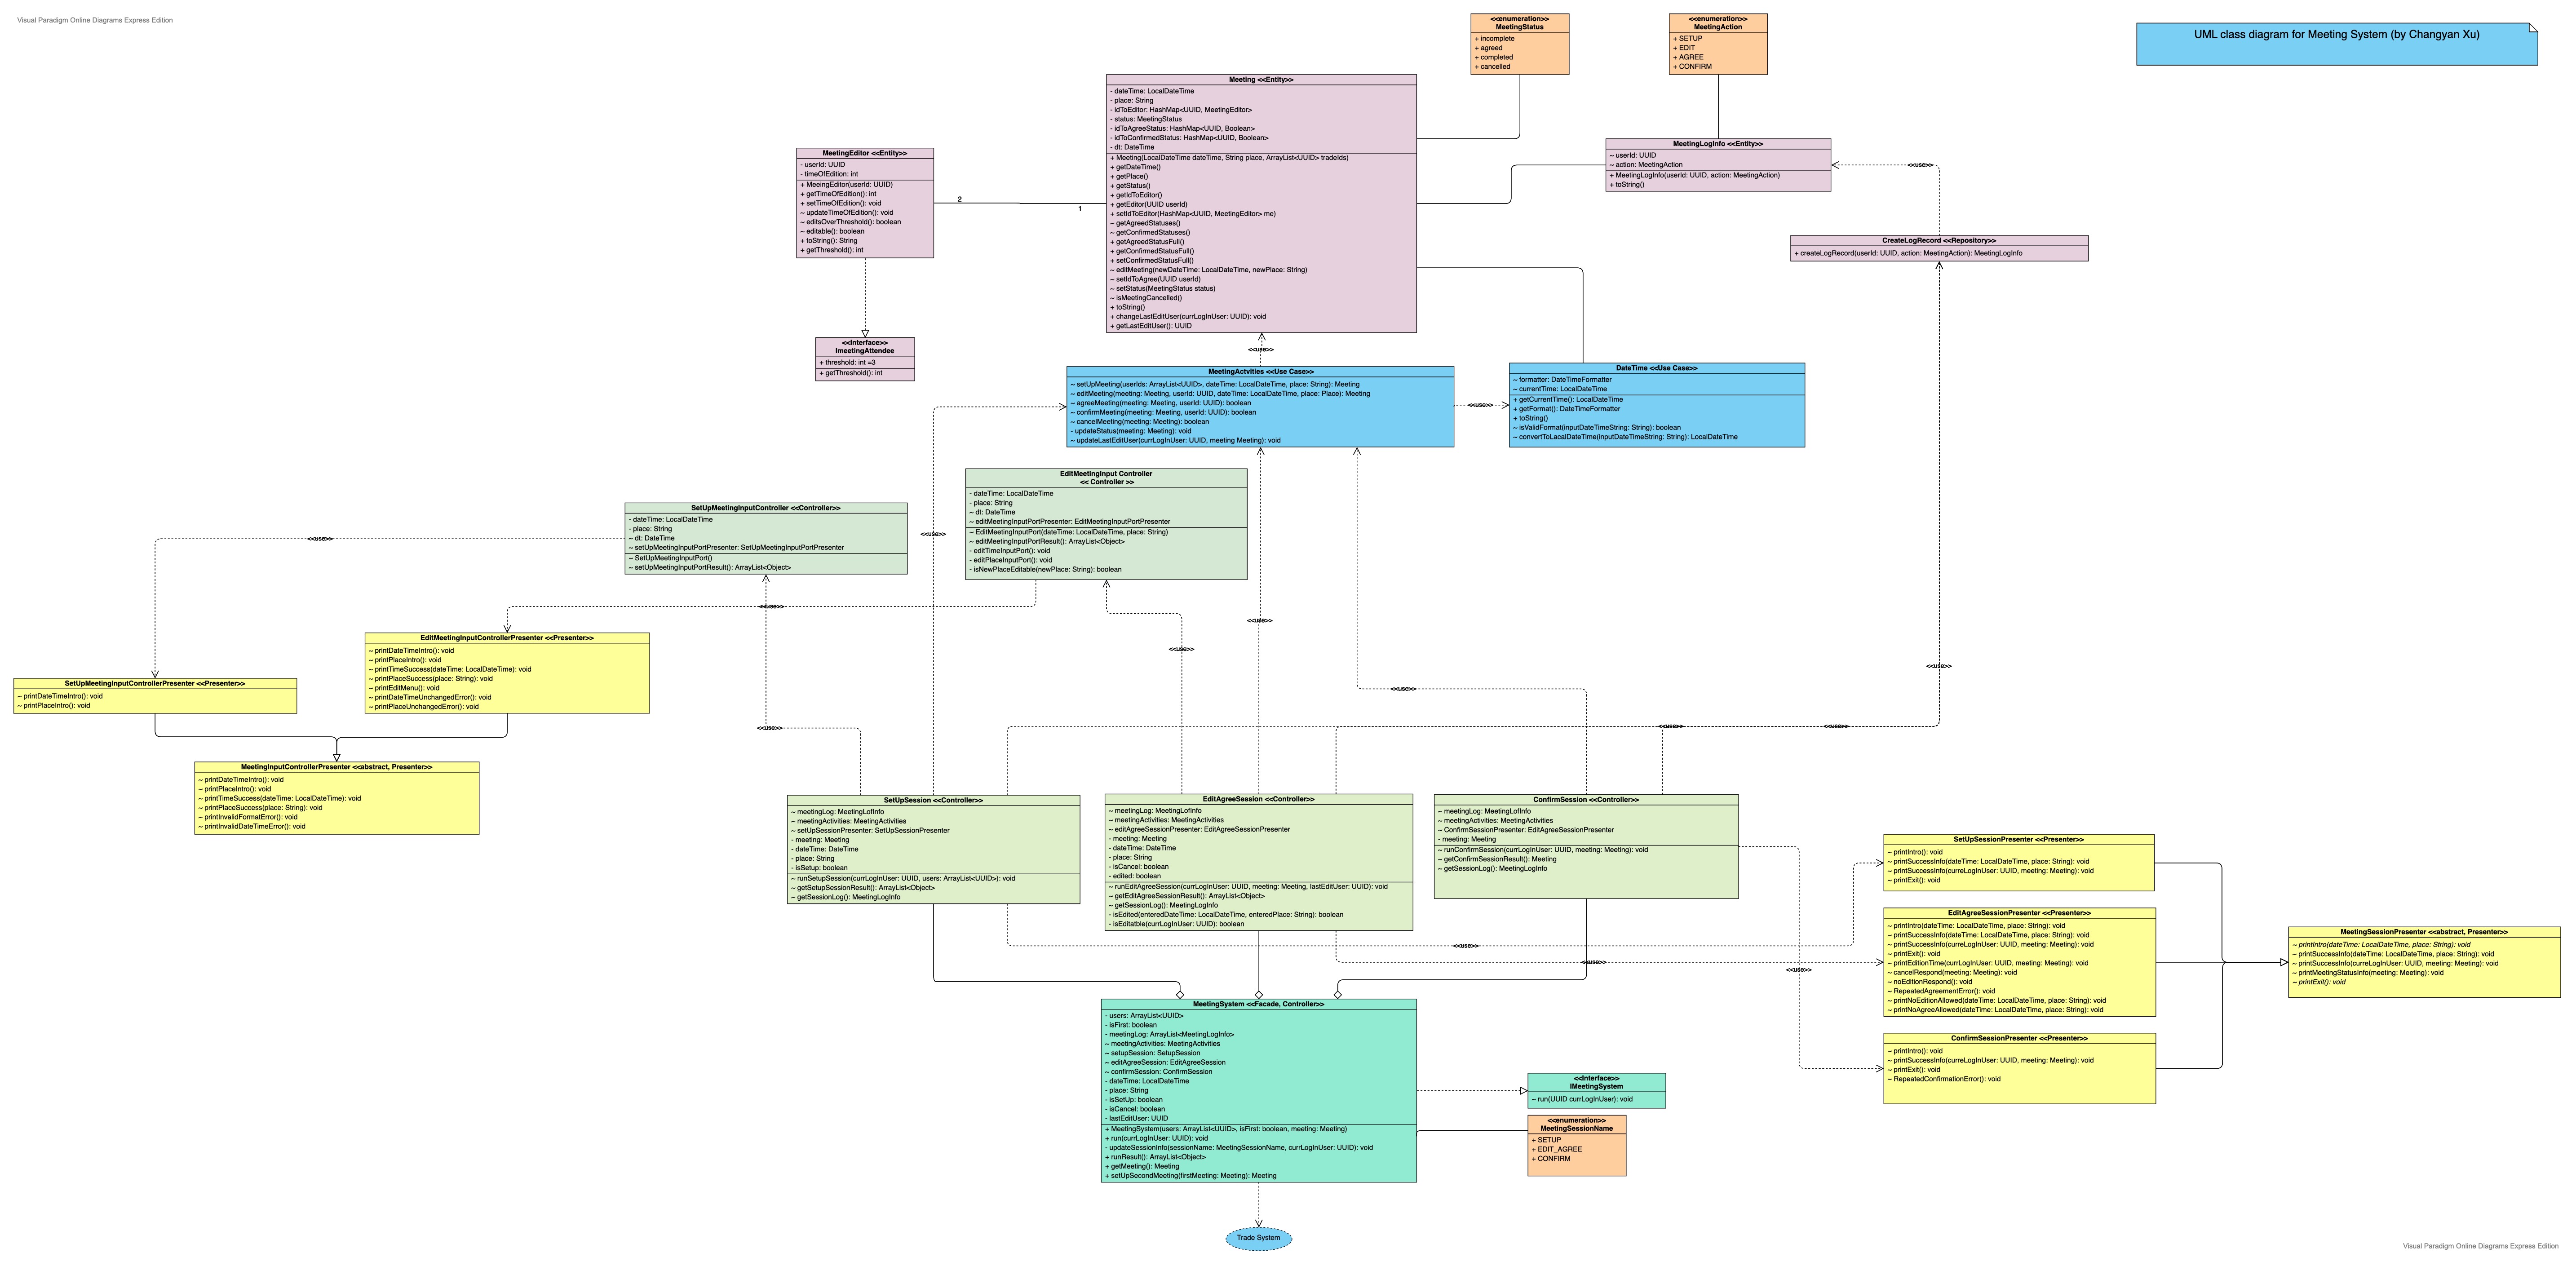 Visual Paradigm Online Diagrams Express Edition
<<enumeration>>
MeetingStatus
+ incomplete
+ agreed
+ completed
+ cancelled
<<enumeration>>
MeetingAction
+ SETUP
+ EDIT
+ AGREE
+ CONFIRM
UML class diagram for Meeting System (by Changyan Xu)
Meeting <<Entity>>
- dateTime: LocalDateTime
- place: String
- idToEditor: HashMap<UUID, MeetingEditor>
- status: MeetingStatus
- idToAgreeStatus: HashMap<UUID, Boolean>
- idToConfirmedStatus: HashMap<UUID, Boolean>
- dt: DateTime
+ Meeting(LocalDateTime dateTime, String place, ArrayList<UUID> tradeIds)
+ getDateTime()
+ getPlace()
+ getStatus()
+ getIdToEditor()
+ getEditor(UUID userId)
+ setIdToEditor(HashMap<UUID, MeetingEditor> me)
~ getAgreedStatuses()
~ getConfirmedStatuses()
+ getAgreedStatusFull()
+ getConfirmedStatusFull()
+ setConfirmedStatusFull()
~ editMeeting(newDateTime: LocalDateTime, newPlace: String)
~ setIdToAgree(UUID userId)
~ setStatus(MeetingStatus status)
~ isMeetingCancelled()
+ toString()
+ changeLastEditUser(currLogInUser: UUID): void
+ getLastEditUser(): UUID
MeetingEditor <<Entity>>
- userId: UUID
- timeOfEdition: int
+ MeeingEditor(userId: UUID)
+ getTimeOfEdition(): int
+ setTimeOfEdition(): void
~ updateTimeOfEdition(): void
~ editsOverThreshold(): boolean
~ editable(): boolean
+ toString(): String
+ getThreshold(): int
2
1
MeetingLogInfo <<Entity>>
~ userId: UUID
~ action: MeetingAction
+ MeetingLogInfo(userId: UUID, action: MeetingAction)
+ toString()
<<use>>
CreateLogRecord <<Repository>>
+ createLogRecord(userId: UUID, action: MeetingAction): MeetingLogInfo
<<Interface>>
ImeetingAttendee
+ threshold: int =3
+ getThreshold(): int
<<use>>
MeetingActvities <<Use Case>>
~ setUpMeeting(userIds: ArrayList<UUID>, dateTime: LocalDateTime, place: String): Meeting
~ editMeeting(meeting: Meeting, userId: UUID, dateTime: LocalDateTime, place: Place): Meeting
~ agreeMeeting(meeting: Meeting, userId: UUID): boolean
~ confirmMeeting(meeting: Meeting, userId: UUID): boolean
~ cancelMeeting(meeting: Meeting): boolean
- updateStatus(meeting: Meeting): void
~ updateLastEditUser(currLogInUser: UUID, meeting Meeting): void
<<use>>
DateTime <<Use Case>>
~ formatter: DateTimeFormatter
~ currentTime: LocalDateTime
+ getCurrentTime(): LocalDateTime
+ getFormat(): DateTimeFormatter
+ toString()
~ isValidFormat(inputDateTimeString: String): boolean
~ convertToLacalDateTime(inputDateTimeString: String): LocalDateTime
EditMeetingInput Controller
<< Controller >>
- dateTime: LocalDateTime
- place: String
~ dt: DateTime
~ editMeetingInputPortPresenter: EditMeetingInputPortPresenter
~ EditMeetingInputPort(dateTime: LocalDateTime, place: String)
~ editMeetingInputPortResult(): ArrayList<Object>
- editTimeInputPort(): void
- editPlaceInputPort(): void
- isNewPlaceEditable(newPlace: String): boolean
SetUpMeetingInputController <<Controller>>
- dateTime: LocalDateTime
- place: String
~ dt: DateTime
~ setUpMeetingInputPortPresenter: SetUpMeetingInputPortPresenter
~ SetUpMeetingInputPort()
~ setUpMeetingInputPortResult(): ArrayList<Object>
<<use>>
<<use>>
<<use>>
<<use>>
<<use>>
<<use>>
<<use>>
<<use>>
<<use>>
<<use>>
EditMeetingInputControllerPresenter <<Presenter>>
~ printDateTimeIntro(): void
~ printPlaceIntro(): void
~ printTimeSuccess(dateTime: LocalDateTime): void
~ printPlaceSuccess(place: String): void
~ printEditMenu(): void
~ printDateTimeUnchangedError(): void
~ printPlaceUnchangedError(): void
SetUpMeetingInputControllerPresenter <<Presenter>>
~ printDateTimeIntro(): void
~ printPlaceIntro(): void
<<use>>
MeetingInputControllerPresenter <<abstract, Presenter>>
~ printDateTimeIntro(): void
~ printPlaceIntro(): void
~ printTimeSuccess(dateTime: LocalDateTime): void
~ printPlaceSuccess(place: String): void
~ printInvalidFormatError(): void
~ printInvalidDateTimeError(): void
SetUpSession <<Controller>>
~ meetingLog: MeetingLofInfo
~ meetingActivities: MeetingActivities
~ setUpSessionPresenter: SetUpSessionPresenter
- meeting: Meeting
- dateTime: DateTime
- place: String
- isSetup: boolean
~ runSetupSession(currLogInUser: UUID, users: ArrayList<UUID>): void
~ getSetupSessionResult(): ArrayList<Object>
~ getSessionLog(): MeetingLogInfo
EditAgreeSession <<Controller>>
~ meetingLog: MeetingLofInfo
~ meetingActivities: MeetingActivities
~ editAgreeSessionPresenter: EditAgreeSessionPresenter
- meeting: Meeting
- dateTime: DateTime
- place: String
- isCancel: boolean
- edited: boolean
~ runEditAgreeSession(currLogInUser: UUID, meeting: Meeting, lastEditUser: UUID): void
~ getEditAgreeSessionResult(): ArrayList<Object>
~ getSessionLog(): MeetingLogInfo
- isEdited(enteredDateTime: LocalDateTime, enteredPlace: String): boolean
- isEditatble(currLogInUser: UUID): boolean
ConfirmSession <<Controller>>
~ meetingLog: MeetingLofInfo
~ meetingActivities: MeetingActivities
~ ConfirmSessionPresenter: EditAgreeSessionPresenter
- meeting: Meeting
~ runConfirmSession(currLogInUser: UUID, meeting: Meeting): void
~ getConfirmSessionResult(): Meeting
~ getSessionLog(): MeetingLogInfo
SetUpSessionPresenter <<Presenter>>
~ printIntro(): void
~ printSuccessInfo(dateTime: LocalDateTime, place: String): void
~ printSuccessInfo(curreLogInUser: UUID, meeting: Meeting): void
~ printExit(): void
EditAgreeSessionPresenter <<Presenter>>
~ printIntro(dateTime: LocalDateTime, place: String): void
~ printSuccessInfo(dateTime: LocalDateTime, place: String): void
~ printSuccessInfo(curreLogInUser: UUID, meeting: Meeting): void
~ printExit(): void
~ printEditionTime(currLogInUser: UUID, meeting: Meeting): void
~ cancelRespond(meeting: Meeting): void
~ noEditionRespond(): void
~ RepeatedAgreementError(): void
~ printNoEditionAllowed(dateTime: LocalDateTime, place: String): void
~ printNoAgreeAllowed(dateTime: LocalDateTime, place: String): void
MeetingSessionPresenter <<abstract, Presenter>>
~ printIntro(dateTime: LocalDateTime, place: String): void
~ printSuccessInfo(dateTime: LocalDateTime, place: String): void
~ printSuccessInfo(curreLogInUser: UUID, meeting: Meeting): void
~ printMeetingStatusInfo(meeting: Meeting): void
~ printExit(): void
<<use>>
<<use>>
<<use>>
MeetingSystem <<Facade, Controller>>
- users: ArrayList<UUID>
- isFirst: boolean
- meetingLog: ArrayList<MeetingLogInfo>
~ meetingActivities: MeetingActivities
~ setupSession: SetupSession
~ editAgreeSession: EditAgreeSession
~ confirmSession: ConfirmSession
- dateTime: LocalDateTime
- place: String
- isSetUp: boolean
- isCancel: boolean
- lastEditUser: UUID
+ MeetingSystem(users: ArrayList<UUID>, isFirst: boolean, meeting: Meeting)
+ run(currLogInUser: UUID): void
- updateSessionInfo(sessionName: MeetingSessionName, currLogInUser: UUID): void
+ runResult(): ArrayList<Object>
+ getMeeting(): Meeting
+ setUpSecondMeeting(firstMeeting: Meeting): Meeting
ConfirmSessionPresenter <<Presenter>>
~ printIntro(): void
~ printSuccessInfo(curreLogInUser: UUID, meeting: Meeting): void
~ printExit(): void
~ RepeatedConfirmationError(): void
<<Interface>>
IMeetingSystem
~ run(UUID currLogInUser): void
<<enumeration>>
MeetingSessionName
+ SETUP
+ EDIT_AGREE
+ CONFIRM
Trade System
Visual Paradigm Online Diagrams Express Edition